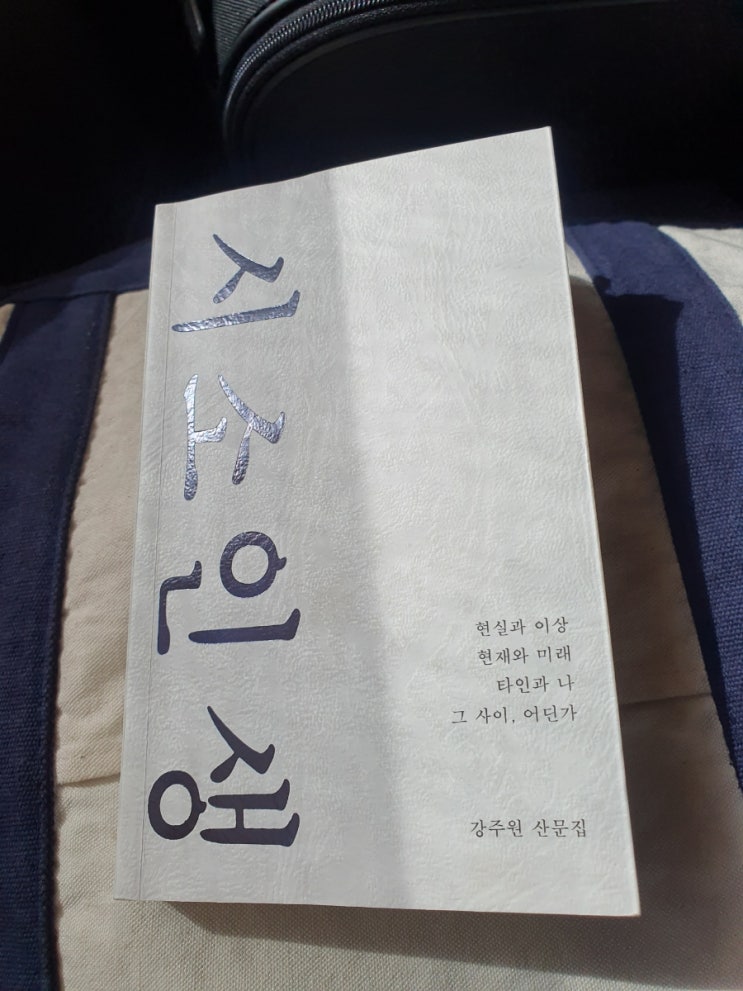 시소인생
현실과 이상
현재와 미래
타인과 나
그 사이, 어딘가
강주원 산문집